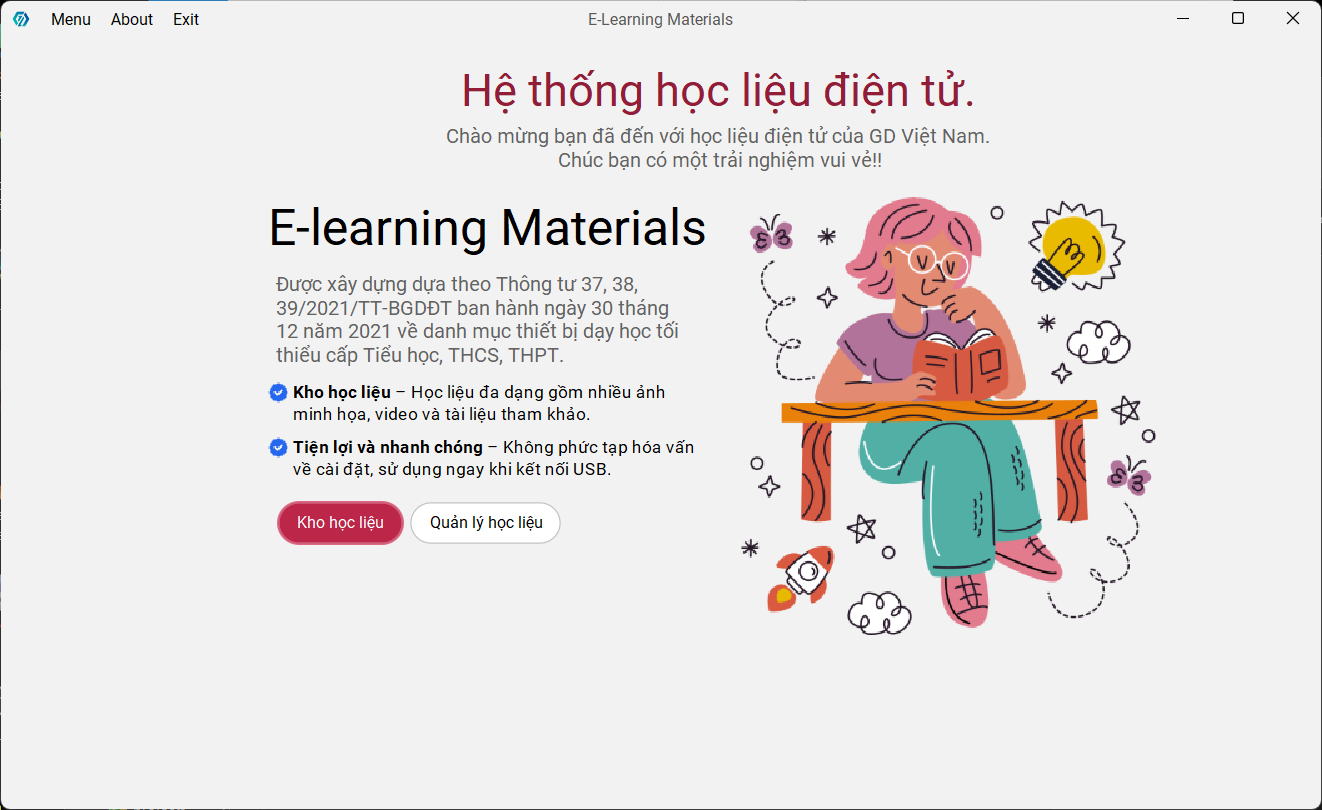 Menu About Exit
E-Learning Materials
Hệ thống học liệu điện tử.
Chào mừng bạn đã đến với học liệu điện tử của GD Việt Nam.
Chúc bạn có một trải nghiệm vui vẻ!!
E-learning Materials
Được xây dựng dựa theo Thông tư 37, 38,
39/2021/TT-BGDĐT ban hành ngày 30 tháng
12 năm 2021 về danh mục thiết bị dạy học tối
thiểu cấp Tiểu học, THCS, THPT.
Kho học liệu – Học liệu đa dạng gồm nhiều ảnh
minh họa, video và tài liệu tham khảo.
Tiện lợi và nhanh chóng – Không phức tạp hóa vấn
về cài đặt, sử dụng ngay khi kết nối USB.
Kho học liệu
Quản lý học liệu